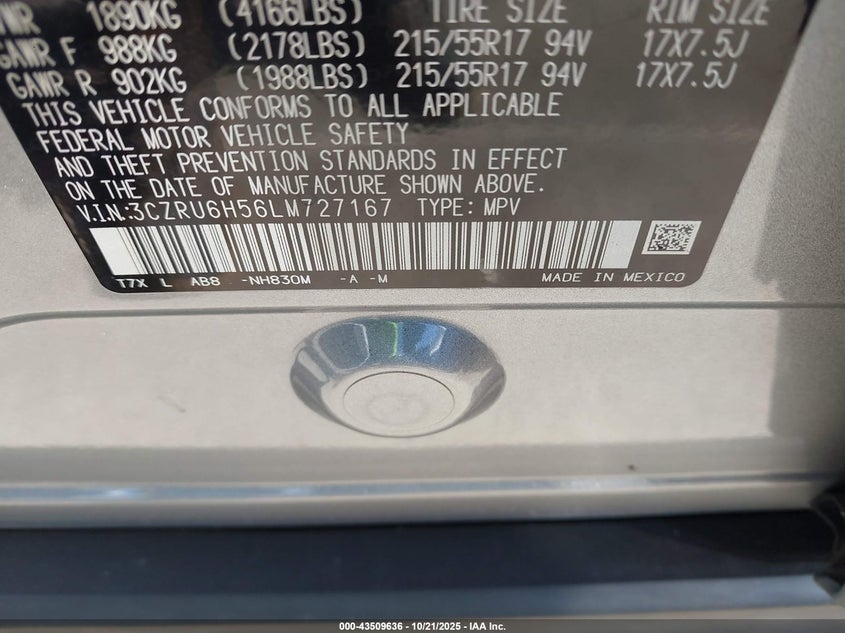 1890KG (4166LBS) TIRE SIZE RIM SIZE
GAWR F 988KG (2178LBS) 215/55R17 94V 17X7.5J
GAWR R 902KG (1988LBS) 215/55R17 94V 17X7.5J
THIS VEHICLE CONFORMS TO ALL APPLICABLE
FEDERAL MOTOR VEHICLE SAFETY
AND THEFT PREVENTION STANDARDS IN EFFECT
ON THE DATE OF MANUFACTURE SHOWN ABOVE.
V.I.N:3CZRU6H56LM727167 TYPE: MPV
T7X L AB8 -NH830M -A -M MADE IN MEXICO
000-43509636 - 10/21/2025 - IAA Inc.